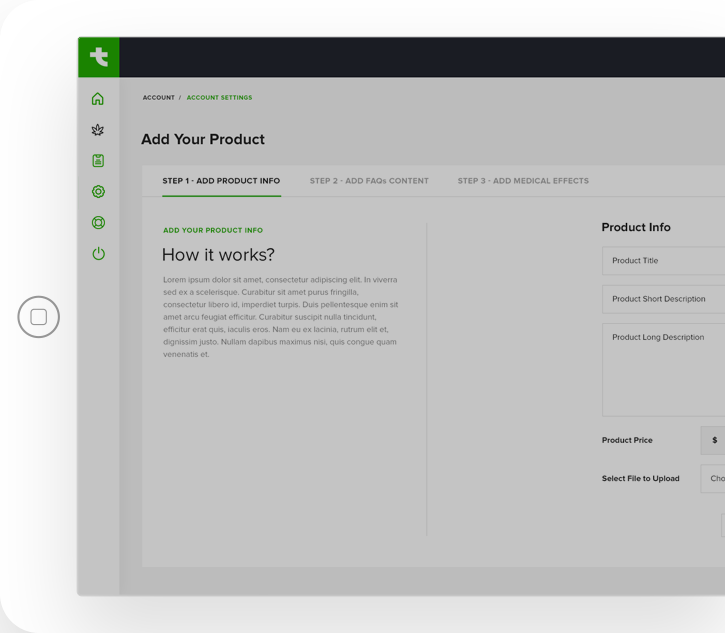 t
ACCOUNT / ACCOUNT SETTINGS
Add Your Product
STEP 1 - ADD PRODUCT INFO STEP 2 - ADD FAQs CONTENT STEP 3 - ADD MEDICAL EFFECTS
ADD YOUR PRODUCT INFO
How it works?
Lorem ipsum dolor sit amet, consectetur adipiscing elit. In viverra
sed ex a scelerisque. Curabitur sit amet purus fringilla,
consectetur libero id, imperdiet turpis. Duis pellentesque enim sit
amet arcu feugiat efficitur. Curabitur suscipit nulla tincidunt,
efficitur erat quis, iaculis eros. Nam eu ex lacinia, rutrum elit et,
dignissim justo. Nullam dapibus maximus nisi, quis congue quam
venenatis et.
Product Info
Product Title
Product Short Description
Product Long Description
Product Price $
Select File to Upload Cho